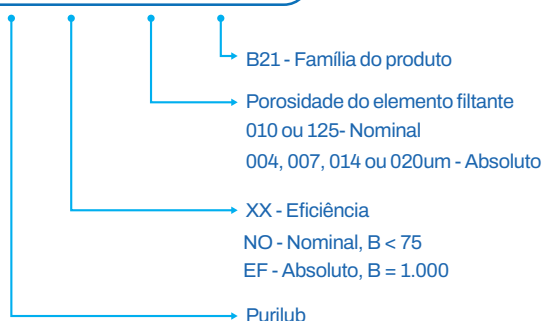 B21 - Família do produto
Porosidade do elemento filtante
010 ou 125- Nominal
004, 007, 014 ou 020um - Absoluto
XX - Eficiência
NO - Nominal, B < 75
EF - Absoluto, B = 1.000
Purilub